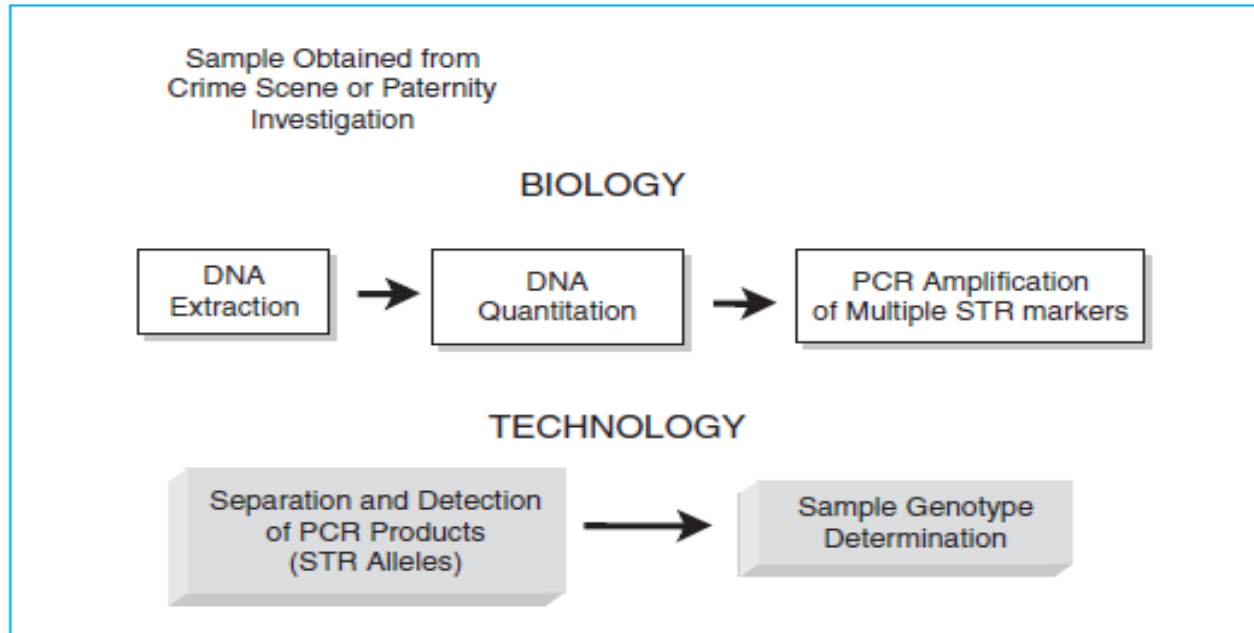 Sample Obtained from
Crime Scene or Paternity
Investigation
BIOLOGY
DNA
Extraction
DNA
Quantitation
PCR Amplification
of Multiple STR markers
TECHNOLOGY
Separation and Detection
of PCR Products
(STR Alleles)
Sample Genotype
Determination